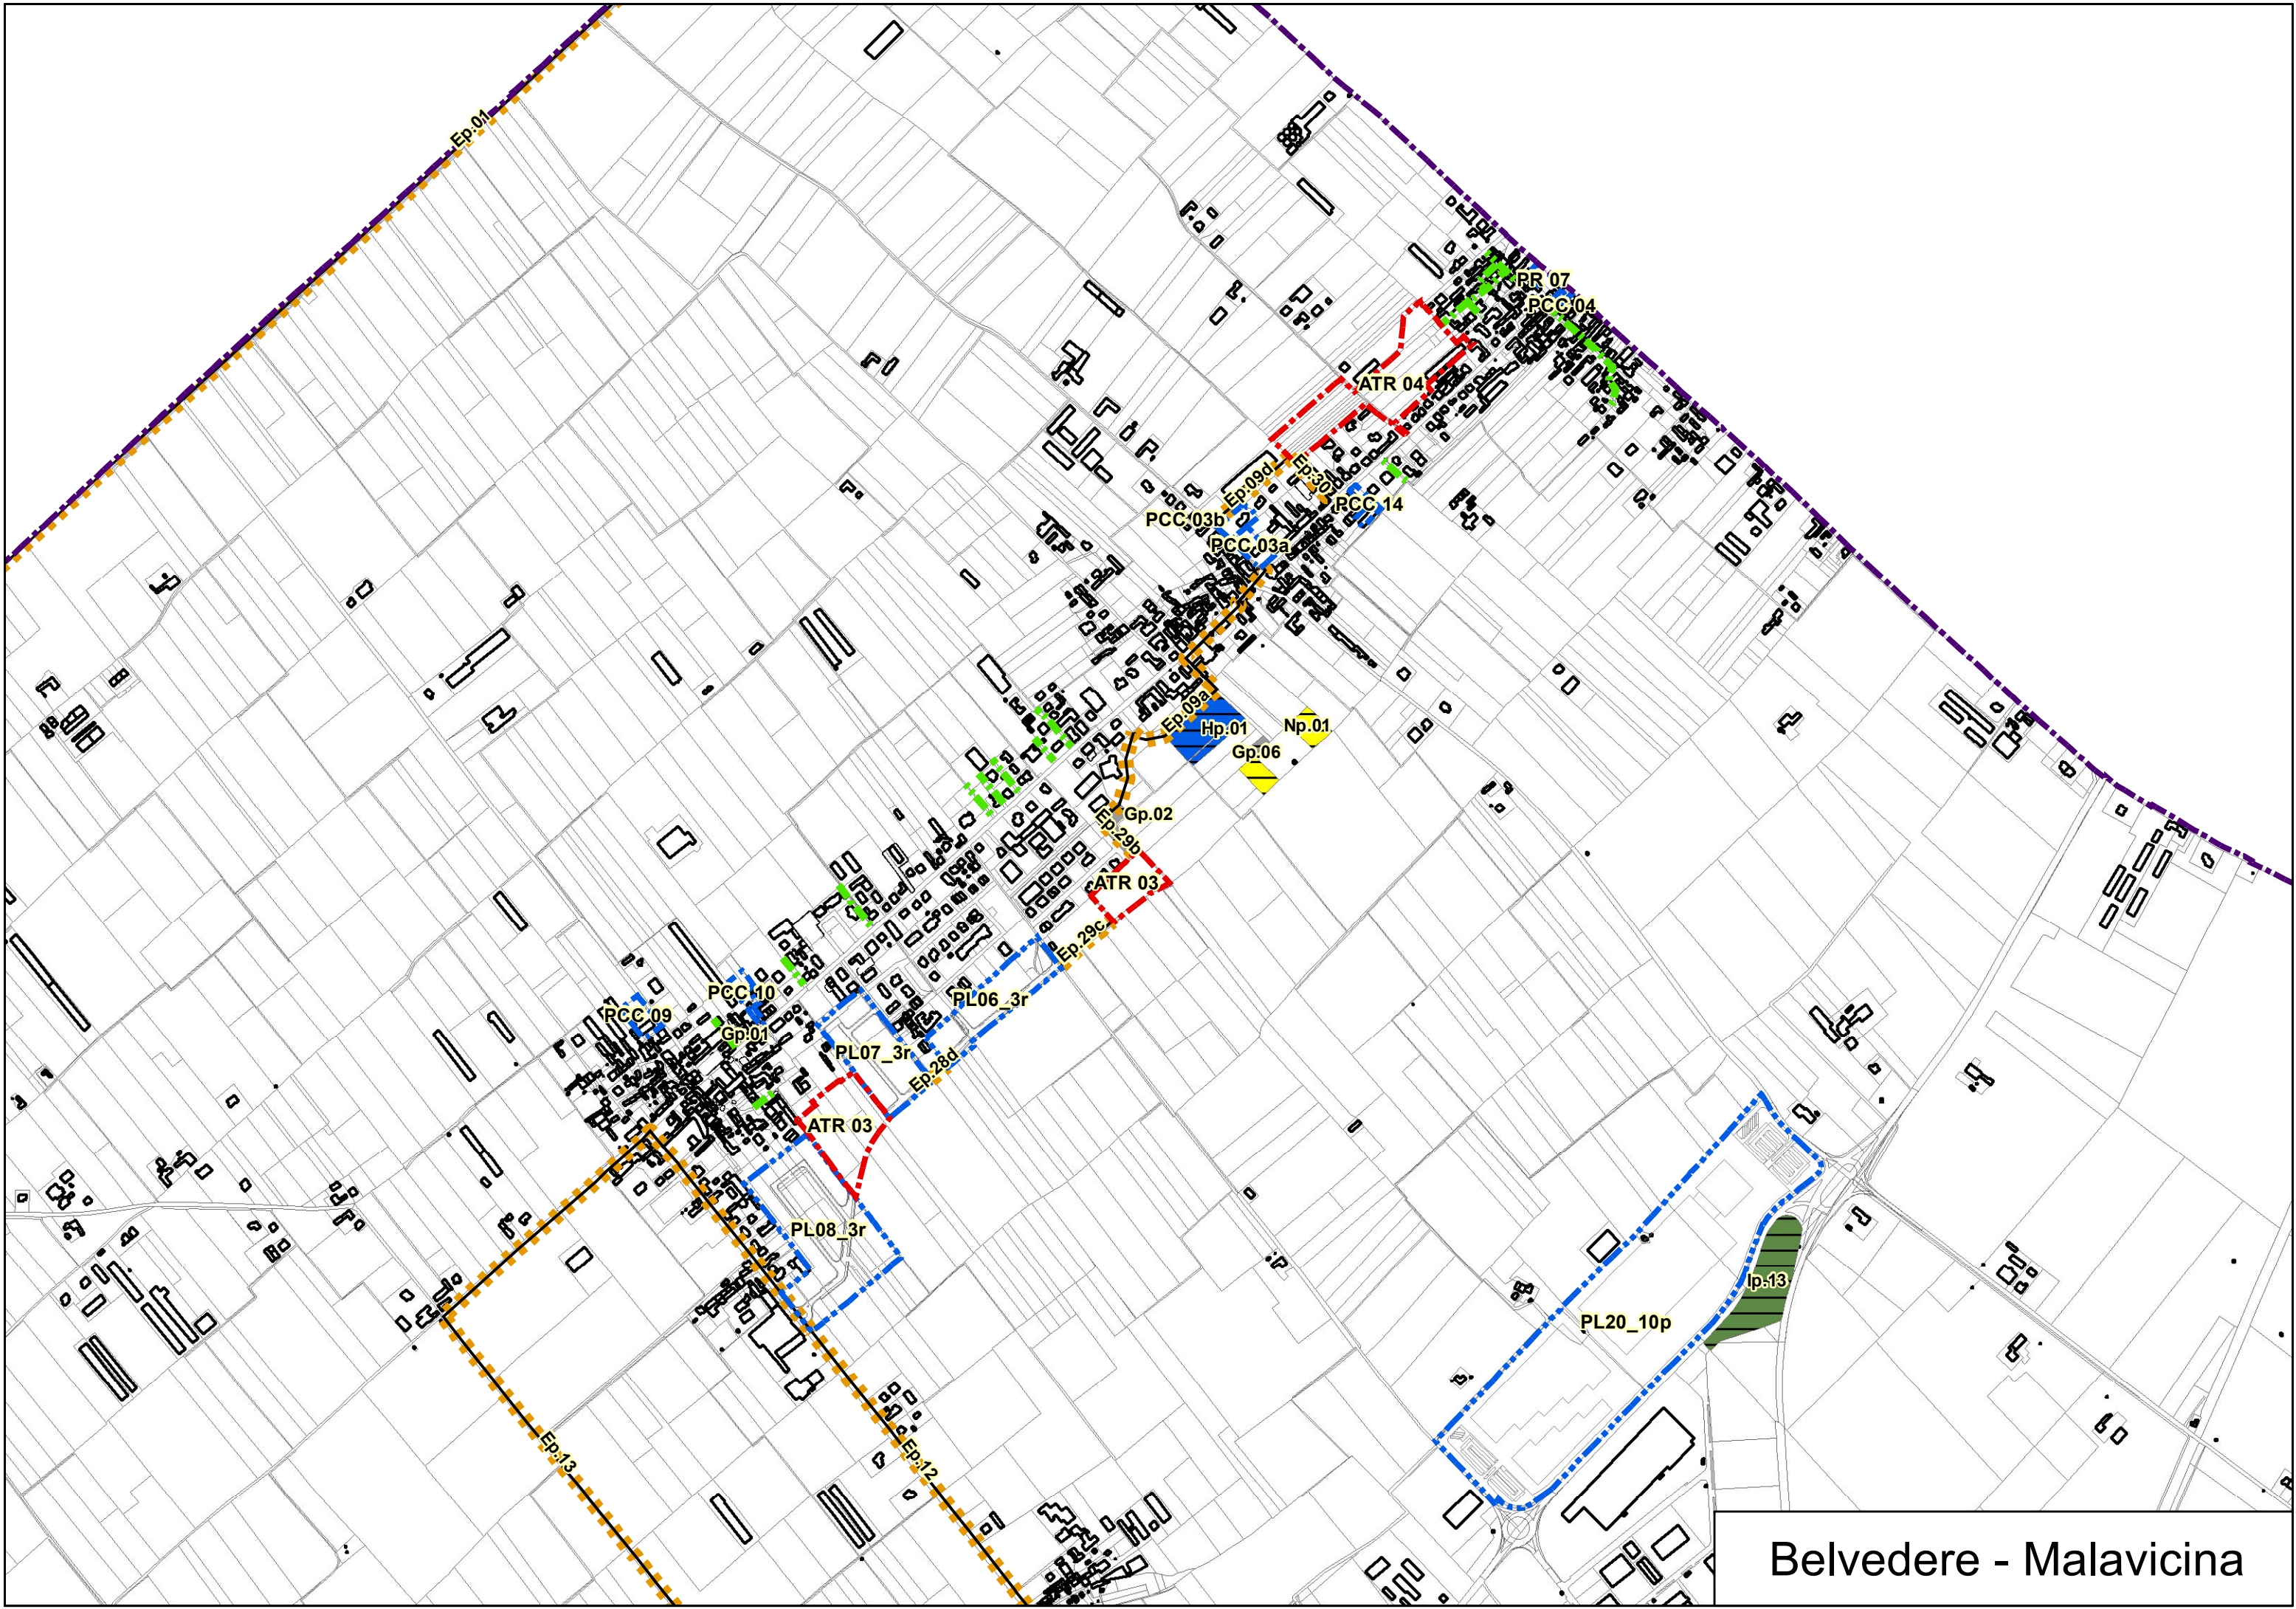 Ep.01
PR 07
PCC 04
ATR 04
Ep.09d
Ep.30
PCC 14
PCC 03b
PCC 03a
Ep.09a
Hp.01
Np.01
Gp.06
Gp.02
Ep.29b
ATR 03
Ep.29c
PCC 10
PL06_3r
PCC 09
Gp.01
PL07_3r
Ep.28d
ATR 03
PL08_3r
Ip.13
PL20_10p
Ep.13
Ep.12
Belvedere - Malavicina